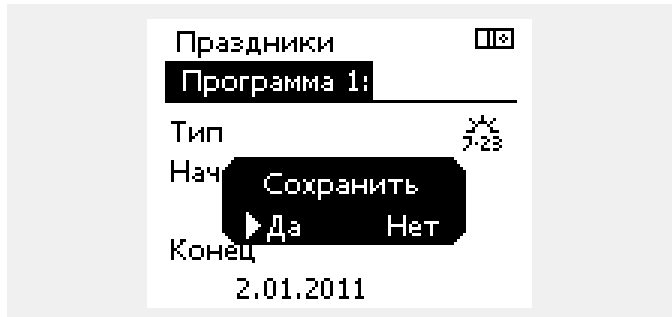 Праздники
Программа 1:
Тип
7-23
Нач
Сохранить
Да Нет
Конец
2.01.2011